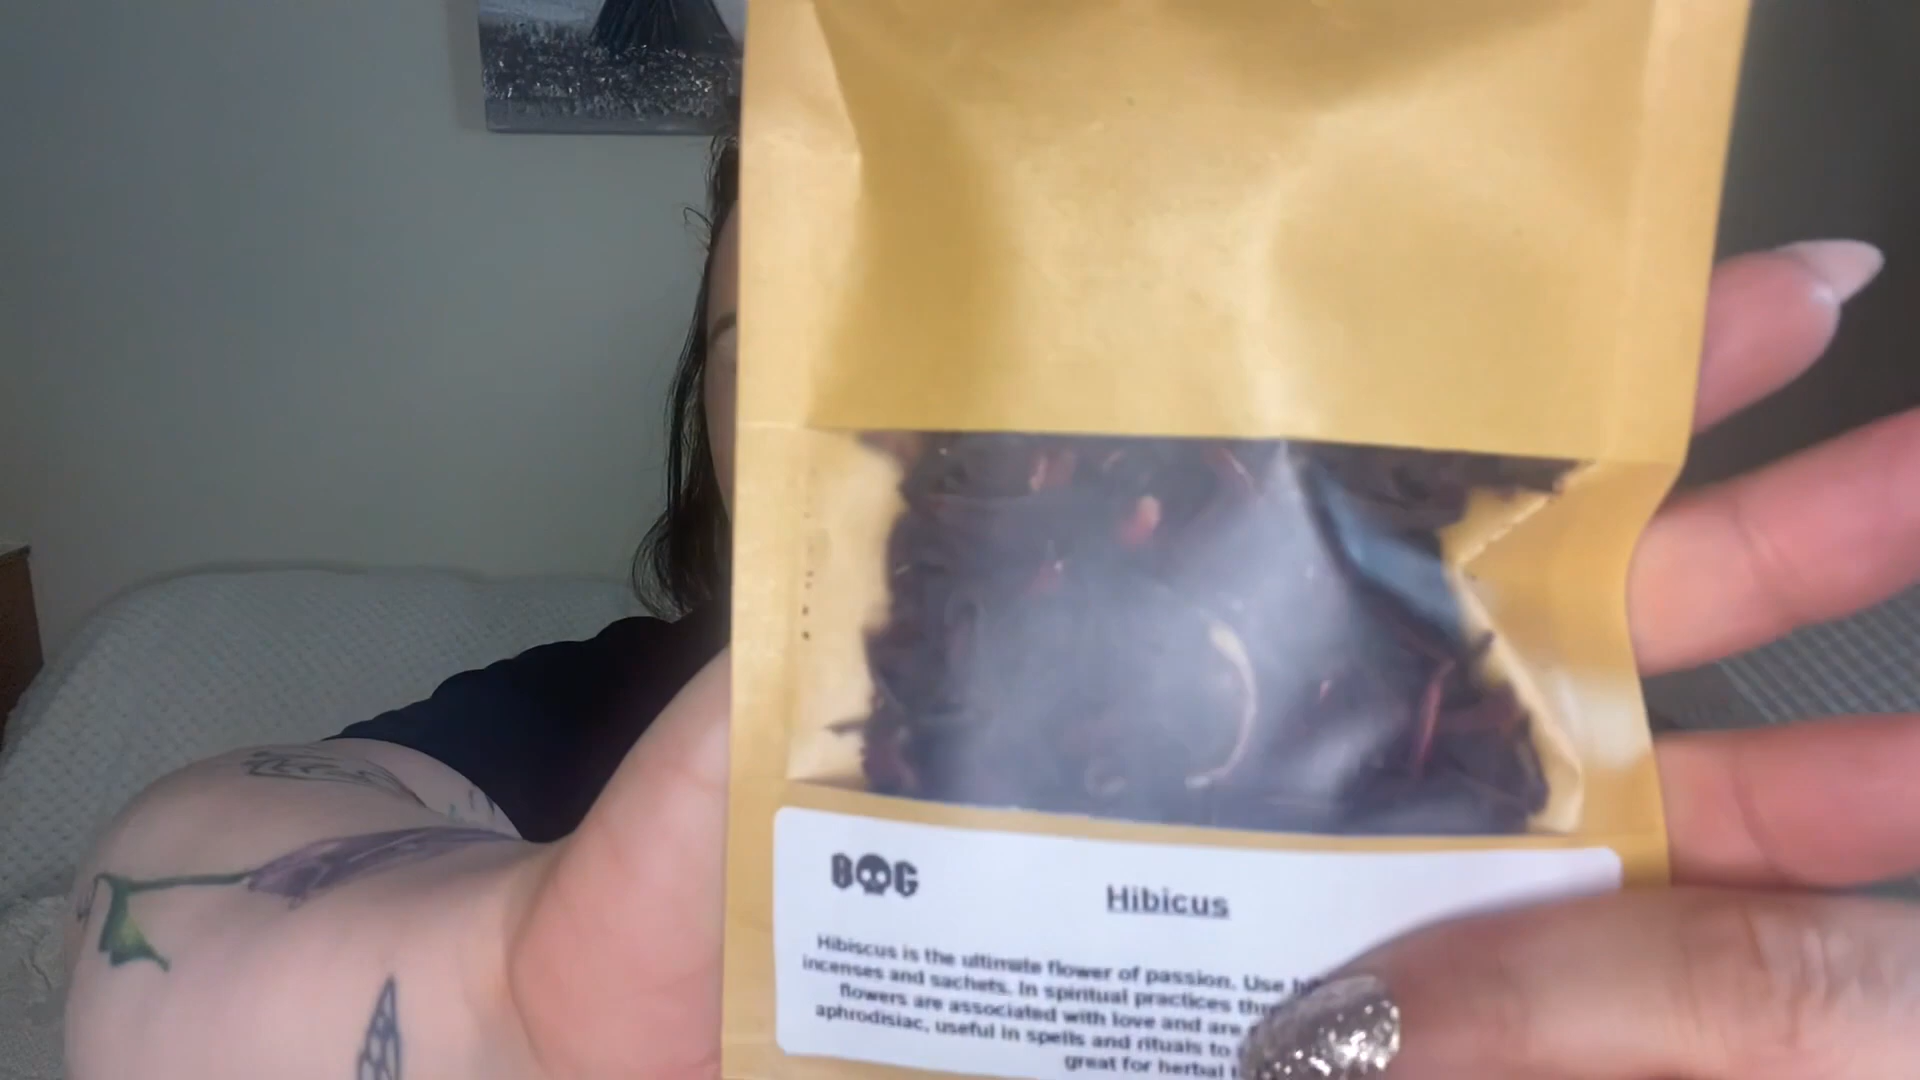 BOG
Hibicus
Hibiscus is the ultimate flower of passion. Use
incenses and sachets. In spiritual practices
flowers are associated with love and are
aphrodisiac, useful in spells and rituals to
great for herbal